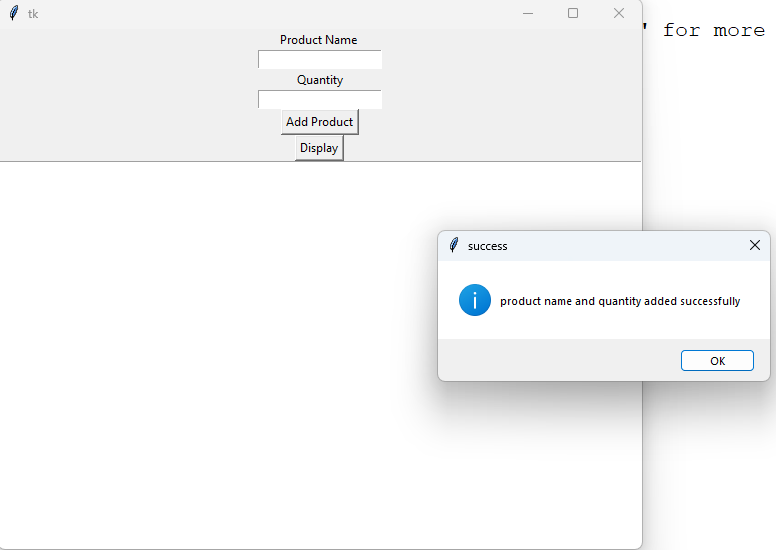 tk
' for more
Product Name
Quantity
Add Product
Display
success
product name and quantity added successfully
OK